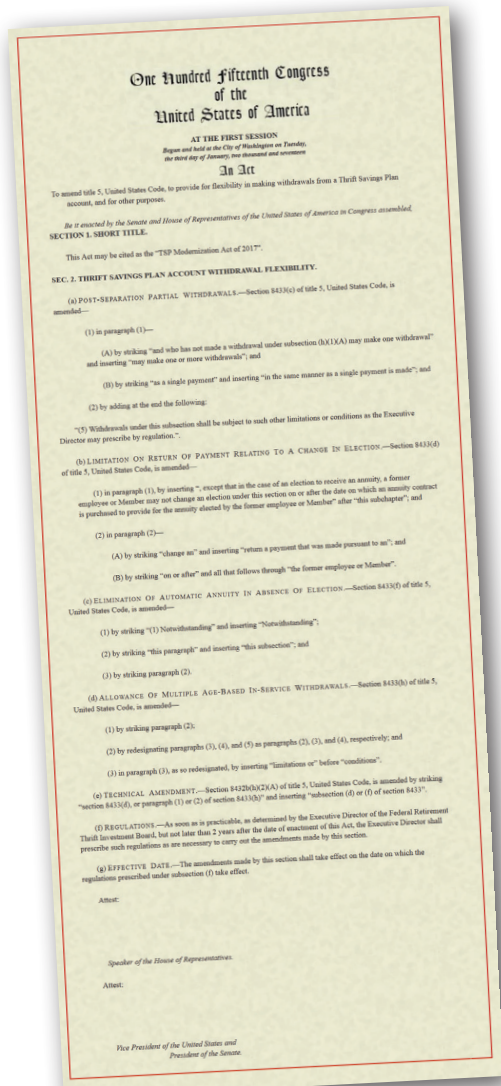 One Hundred Fifteenth Congress
of the
United States of America
AT THE FIRST SESSION
Begun and held at the City of Washington on Tuesday,
the third day of January, two thousand and seventeen
An Act
To amend title 5, United States Code, to provide for flexibility in making withdrawals from a Thrift Savings Plan
account, and for other purposes.
Be it enacted by the Senate and House of Representatives of the United States of America in Congress assembled,
SECTION 1. SHORT TITLE.
This Act may be cited as the “TSP Modernization Act of 2017”.
SEC. 2. THRIFT SAVINGS PLAN ACCOUNT WITHDRAWAL FLEXIBILITY.
(a) POST-SEPARATION PARTIAL WITHDRAWALS.—Section 8433(c) of title 5, United States Code, is
amended—
(1) in paragraph (1)—
(A) by striking “and who has not made a withdrawal under subsection (h)(1)(A) may make one withdrawal”
and inserting “may make one or more withdrawals”; and
(B) by striking “as a single payment” and inserting “in the same manner as a single payment is made”; and
(2) by adding at the end the following:
“(5) Withdrawals under this subsection shall be subject to such other limitations or conditions as the Executive
Director may prescribe by regulation.”.
(b) LIMITATION ON RETURN OF PAYMENT RELATING TO A CHANGE IN ELECTION.—Section 8433(d)
of title 5, United States Code, is amended—
(1) in paragraph (1), by inserting “, except that in the case of an election to receive an annuity, a former
employee or Member may not change an election under this section on or after the date on which an annuity contract
is purchased to provide for the annuity elected by the former employee or Member” after “this subchapter”; and
(2) in paragraph (2)—
(A) by striking “change an” and inserting “return a payment that was made pursuant to an”; and
(B) by striking “on or after” and all that follows through “the former employee or Member”.
(c) ELIMINATION OF AUTOMATIC ANNUITY IN ABSENCE OF ELECTION.—Section 8433(f) of title 5,
United States Code, is amended—
(1) by striking “(1) Notwithstanding” and inserting “Notwithstanding”;
(2) by striking “this paragraph” and inserting “this subsection”; and
(3) by striking paragraph (2).
(d) ALLOWANCE OF MULTIPLE AGE-BASED IN-SERVICE WITHDRAWALS.—Section 8433(h) of title 5,
United States Code, is amended—
(1) by striking paragraph (2);
(2) by redesignating paragraphs (3), (4), and (5) as paragraphs (2), (3), and (4), respectively; and
(3) in paragraph (3), as so redesignated, by inserting “limitations or” before “conditions”.
(e) TECHNICAL AMENDMENT.—Section 8432b(h)(2)(A) of title 5, United States Code, is amended by striking
“section 8433(d), or paragraph (1) or (2) of section 8433(h)” and inserting “subsection (d) or (f) of section 8433”.
(f) REGULATIONS.—As soon as is practicable, as determined by the Executive Director of the Federal Retirement
Thrift Investment Board, but not later than 2 years after the date of enactment of this Act, the Executive Director shall
prescribe such regulations as are necessary to carry out the amendments made by this section.
(g) EFFECTIVE DATE.—The amendments made by this section shall take effect on the date on which the
regulations prescribed under subsection (f) take effect.
Attest:
Speaker of the House of Representatives.
Attest:
Vice President of the United States and
President of the Senate.